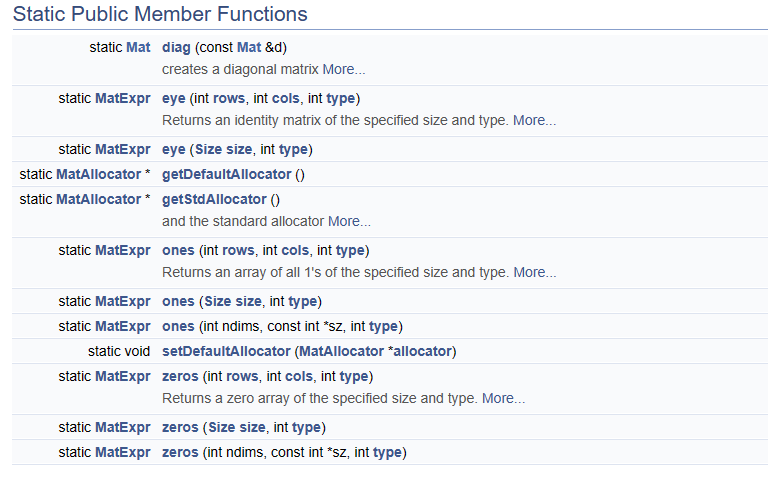 Static Public Member Functions
static Mat diag (const Mat &d)
creates a diagonal matrix More...
static MatExpr eye (int rows, int cols, int type)
Returns an identity matrix of the specified size and type. More...
static MatExpr eye (Size size, int type)
static MatAllocator * getDefaultAllocator ()
static MatAllocator * getStdAllocator ()
and the standard allocator More...
static MatExpr ones (int rows, int cols, int type)
Returns an array of all 1's of the specified size and type. More...
static MatExpr ones (Size size, int type)
static MatExpr ones (int ndims, const int *sz, int type)
static void setDefaultAllocator (MatAllocator *allocator)
static MatExpr zeros (int rows, int cols, int type)
Returns a zero array of the specified size and type. More...
static MatExpr zeros (Size size, int type)
static MatExpr zeros (int ndims, const int *sz, int type)